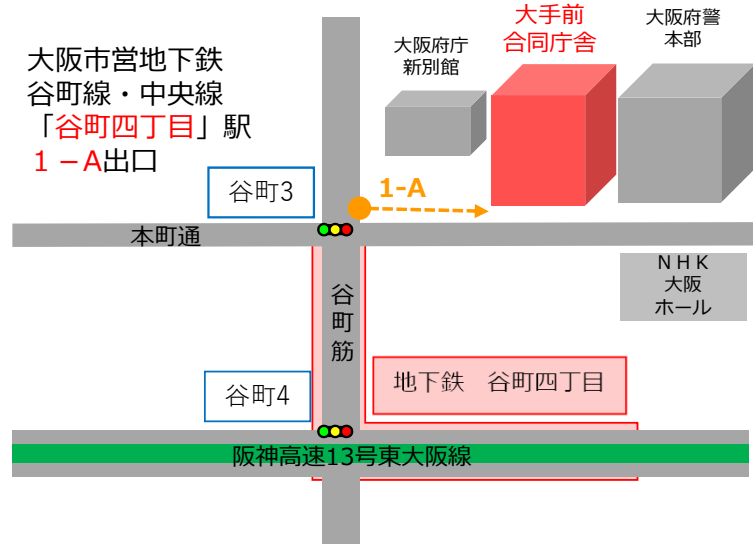 大阪市営地下鉄
谷町線・中央線
「谷町四丁目」駅
1－A出口
大阪府庁
新別館
大手前
合同庁舎
大阪府警
本部
谷町3
1-A
本町通
谷町筋
NHK
大阪
ホール
谷町4
地下鉄　谷町四丁目
阪神高速13号東大阪線